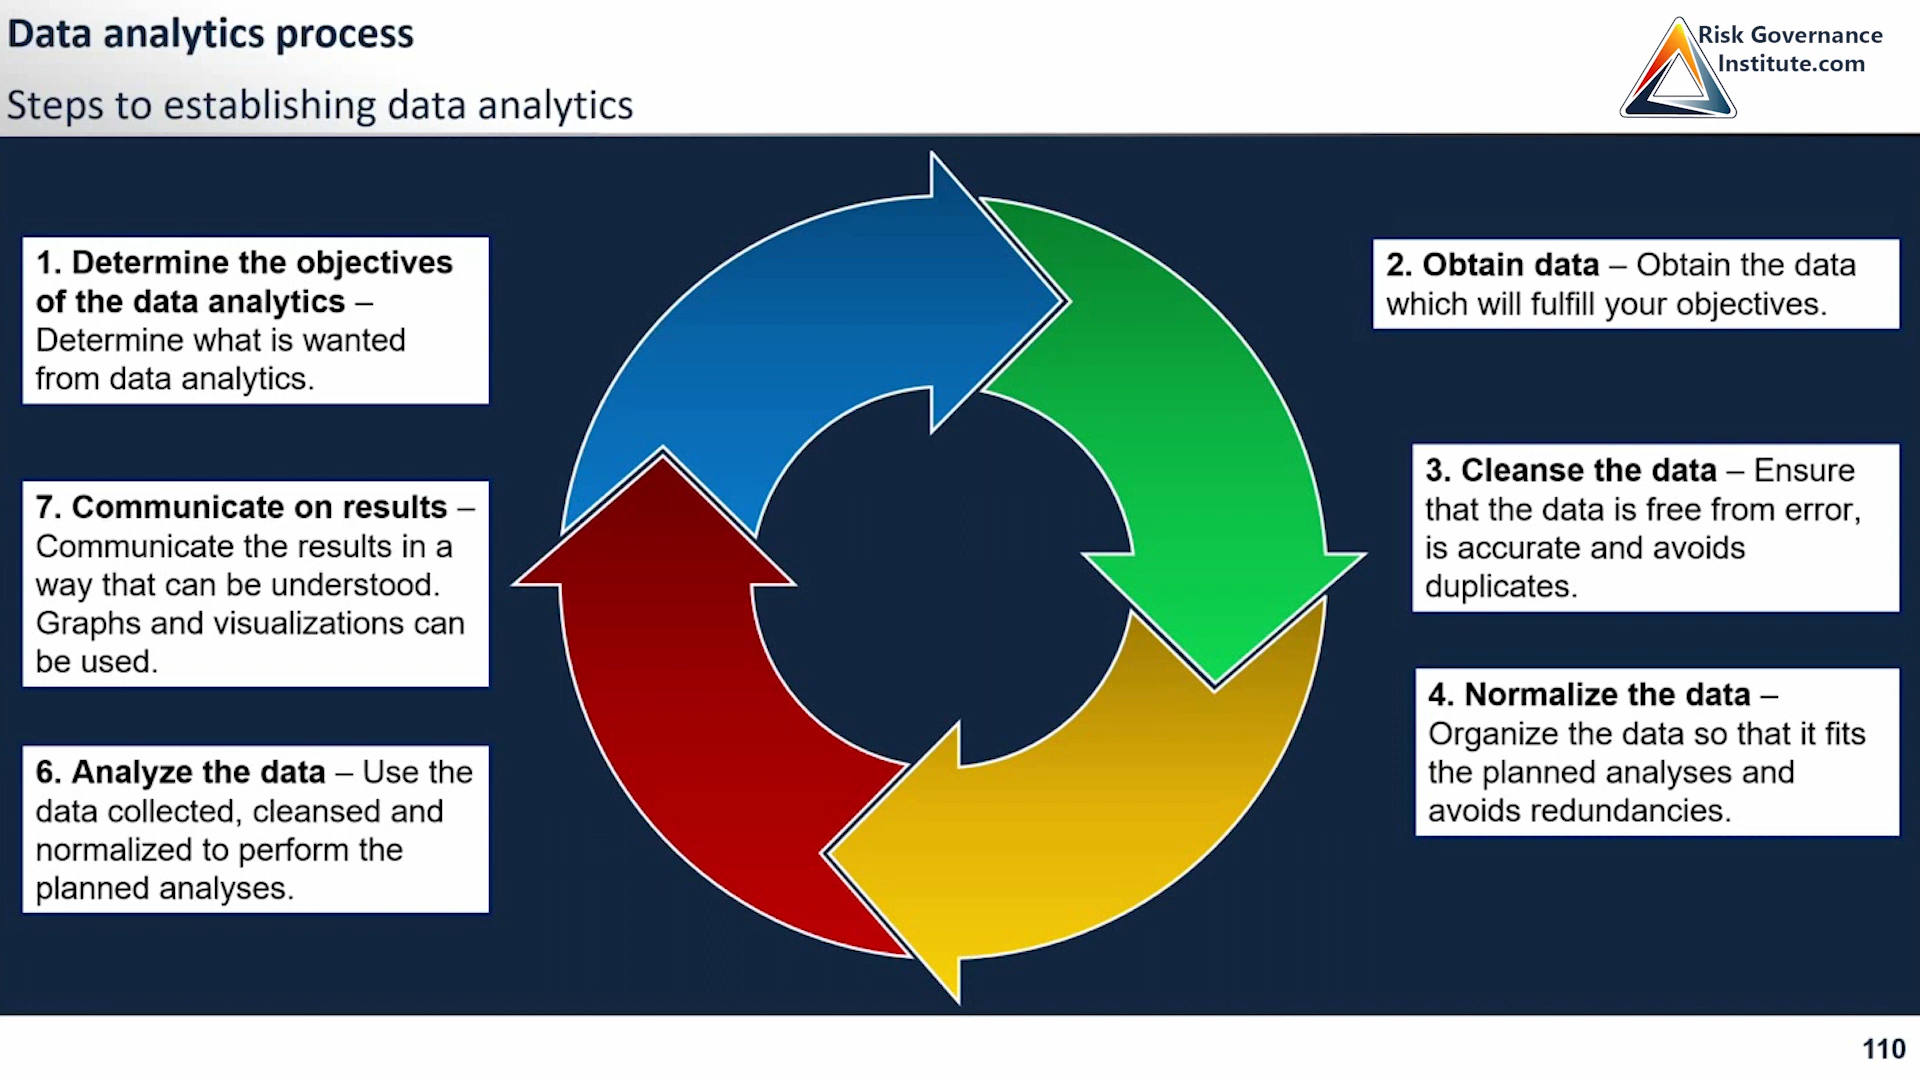 Data analytics process
Steps to establishing data analytics
Risk Governance
Institute.com
1. Determine the objectives
of the data analytics –
Determine what is wanted
from data analytics.
2. Obtain data – Obtain the data
which will fulfill your objectives.
3. Cleanse the data – Ensure
that the data is free from error,
is accurate and avoids
duplicates.
4. Normalize the data –
Organize the data so that it fits
the planned analyses and
avoids redundancies.
6. Analyze the data – Use the
data collected, cleansed and
normalized to perform the
planned analyses.
7. Communicate on results –
Communicate the results in a
way that can be understood.
Graphs and visualizations can
be used.
110